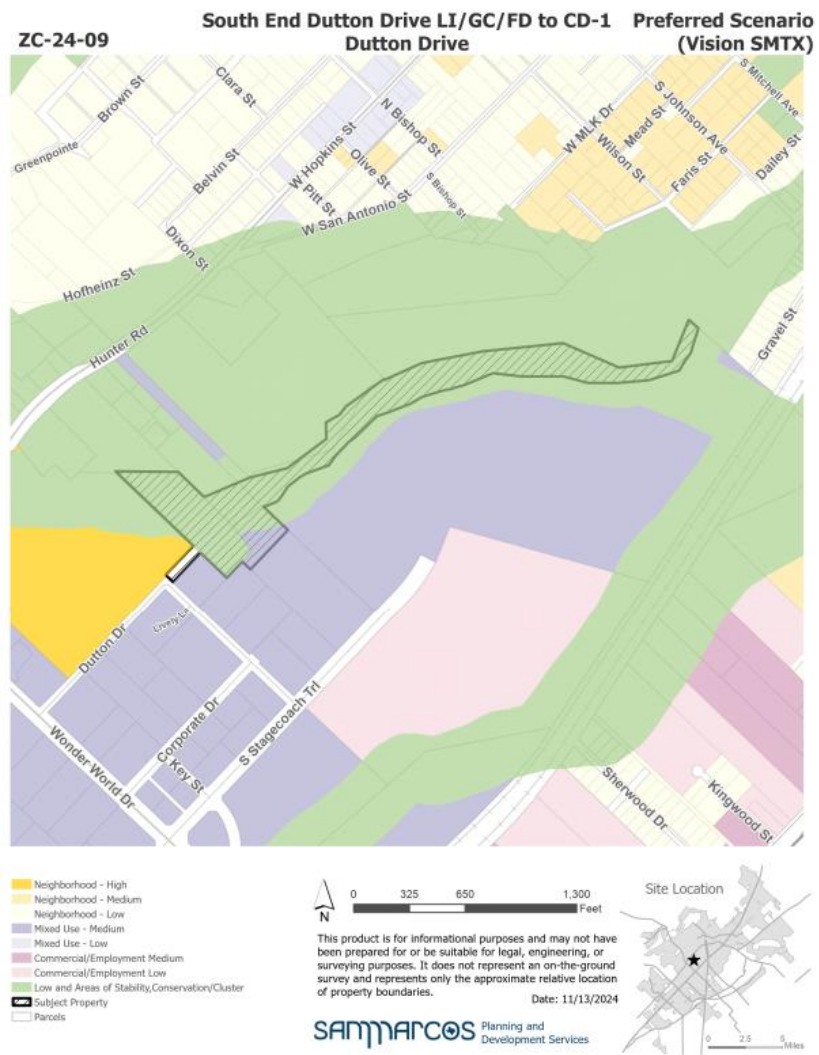 ZC-24-09
South End Dutton Drive LI/GC/FD to CD-1
Dutton Drive
Preferred Scenario
(Vision SMTX)
Brown St
Clara St
S Mitchell Ave
Greenpointe
Belvin St
W Hopkins St
N Bishop St
Olive St
Pitt St
S Bishop St
W San Antonio St
W MLK Dr
Mead St
S Johnson Ave
Wilson St
Faris St
Dailey St
Dixon St
Hofheinz St
Hunter Rd
Gravel St
Dutton Dr
Lively Ln
Corporate Dr
C Key St
S Stagecoach Trl
Wonder World Dr
Sherwood Dr
Kingwood St
Neighborhood - High
Neighborhood - Medium
Neighborhood - Low
Mixed Use - Medium
Mixed Use - Low
Commercial/Employment Medium
Commercial/Employment Low
Low and Areas of Stability,Conservation/Cluster
Subject Property
Parcels
N
0 325 650 1,300
Feet
This product is for informational purposes and may not have
been prepared for or be suitable for legal, engineering, or
surveying purposes. It does not represent an on-the-ground
survey and represents only the approximate relative location
of property boundaries.
Date: 11/13/2024
SANMARCOS
Planning and
Development Services
Site Location
0 2.5 5
Miles